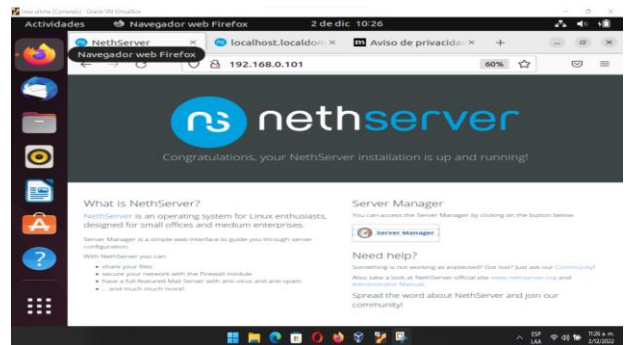 linux ultima [Corriendo] - Oracle VM VirtualBox
Actividades Navegador web Firefox 2 de dic 10:26
NethServer × localhost.localdom × Aviso de privacidad × +
Navegador web Firefox
192.168.0.101 60%
ns nethserver
Congratulations, your NethServer installation is up and running!
What is NethServer?
NethServer is an operating system for Linux enthusiasts,
designed for small offices and medium enterprises.
Server Manager is a simple web interface to guide you through server
configuration.
With NethServer you can:
• share your files
• secure your network with the Firewall module
• have a full-featured Mail Server with anti-virus and anti-spam
• ... and much much more!
Server Manager
You can access the Server Manager by clicking on the button below.
Server Manager
Need help?
Something is not working as expected? Got lost? Just ask our Community!
Also, take a look at NethServer official site www.nethserver.org and
Administrator Manual.
Spread the word about NethServer and join our
community!
ESP
LAA
11:26 a. m.
2/12/2022